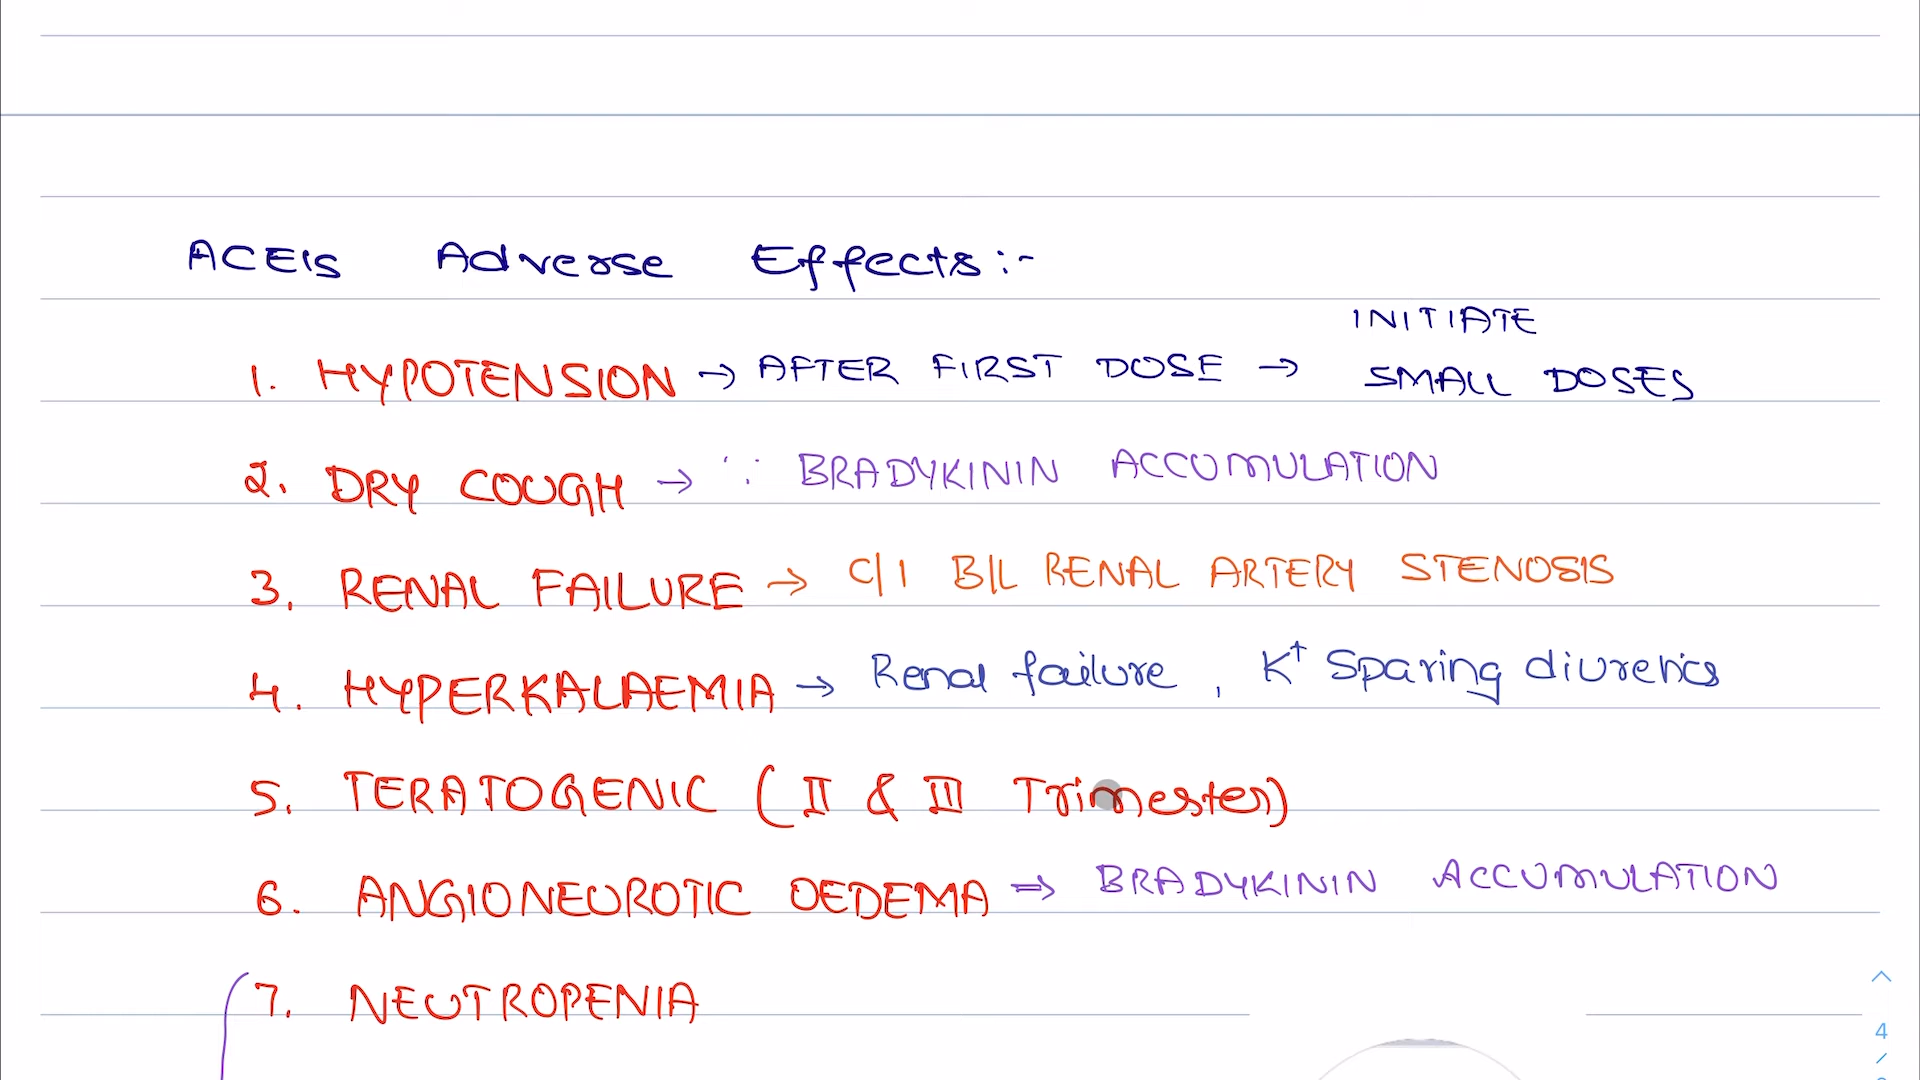 ACEIs Adverse Effects:-
1. HYPOTENSION → AFTER FIRST DOSE → INITIATE SMALL DOSES
2. DRY COUGH → ∵ BRADYKININ ACCUMULATION
3. RENAL FAILURE → C/I B/L RENAL ARTERY STENOSIS
4. HYPERKALAEMIA → Renal failure, K⁺ Sparing diuretics
5. TERATOGENIC (II & III Trimester)
6. ANGIONEUROTIC OEDEMA ⇒ BRADYKININ ACCUMULATION
7. NEUTROPENIA
4